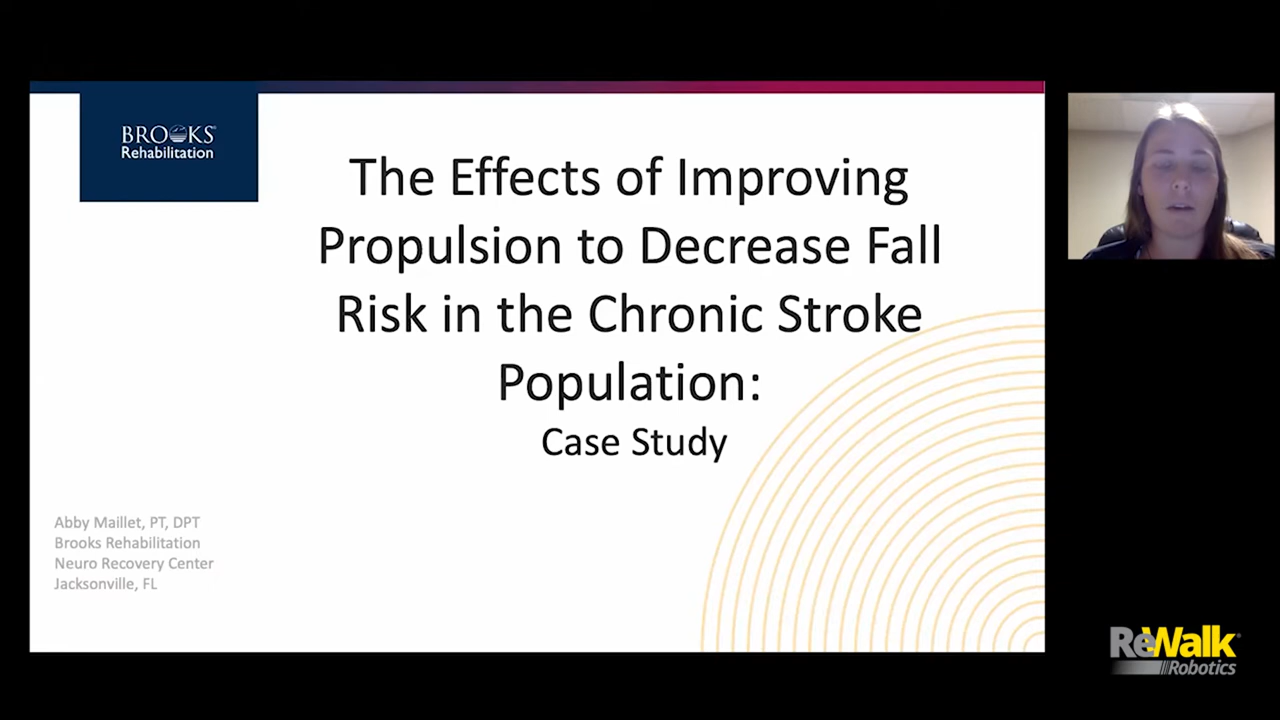 BROOKS
Rehabilitation
The Effects of Improving
Propulsion to Decrease Fall
Risk in the Chronic Stroke
Population:
Case Study
Abby Maillet, PT, DPT
Brooks Rehabilitation
Neuro Recovery Center
Jacksonville, FL
ReWalk
Robotics